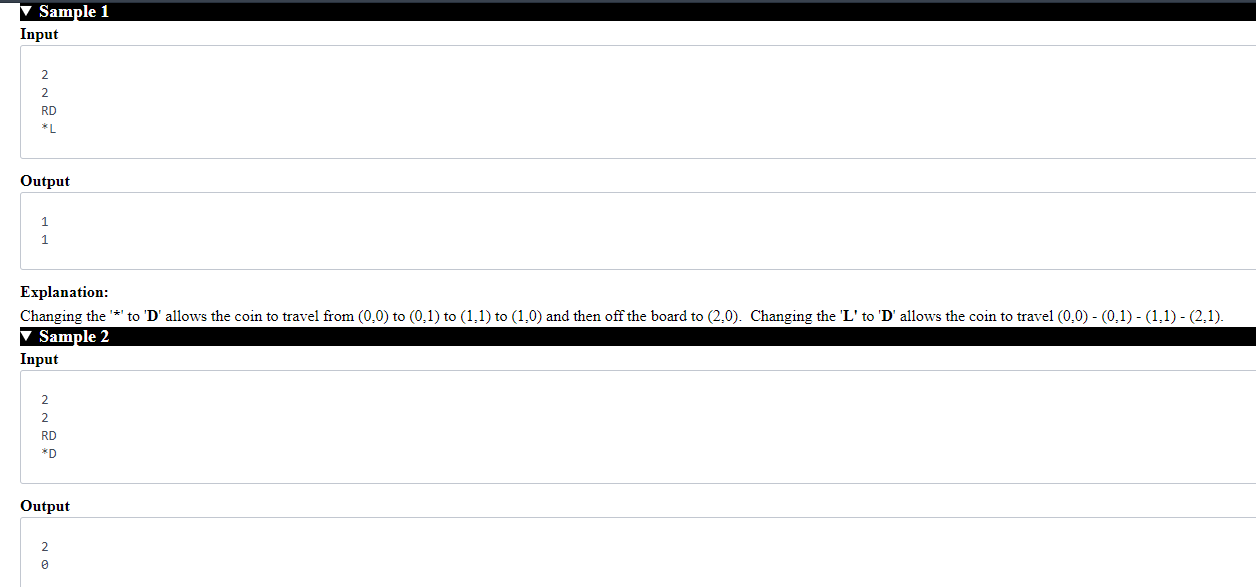 ▼ Sample 1
Input
2
2
RD
*L
Output
1
1
Explanation:
Changing the '*' to 'D' allows the coin to travel from (0,0) to (0,1) to (1,1) to (1,0) and then off the board to (2,0).  Changing the 'L' to 'D' allows the coin to travel (0,0) - (0,1) - (1,1) - (2,1).
▼ Sample 2
Input
2
2
RD
*D
Output
2
0